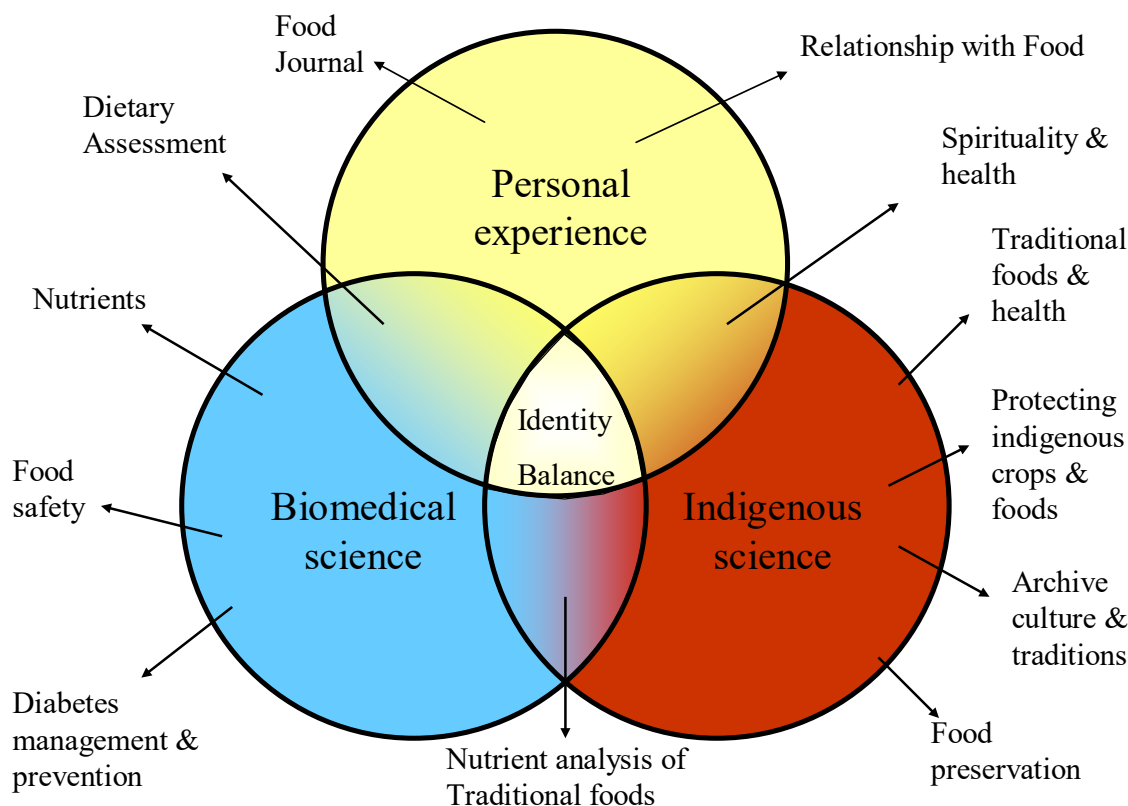 Food
Journal
Relationship with Food
Dietary
Assessment
Spirituality &
health
Personal
experience
Traditional
foods &
health
Nutrients
Identity
Balance
Protecting
indigenous
crops &
foods
Food
safety
Biomedical
science
Indigenous
science
Archive
culture &
traditions
Diabetes
management &
prevention
Nutrient analysis of
Traditional foods
Food
preservation